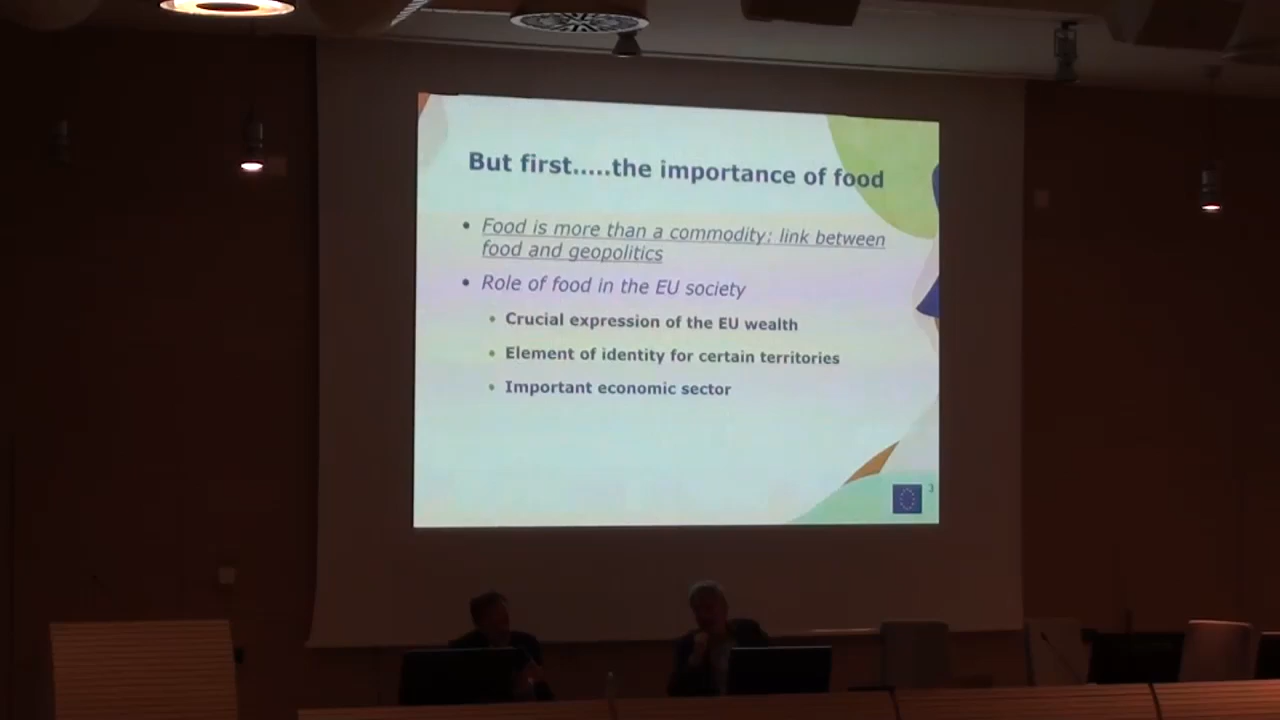 But first.....the importance of food
• Food is more than a commodity: link between
food and geopolitics
• Role of food in the EU society
• Crucial expression of the EU wealth
• Element of identity for certain territories
• Important economic sector
3